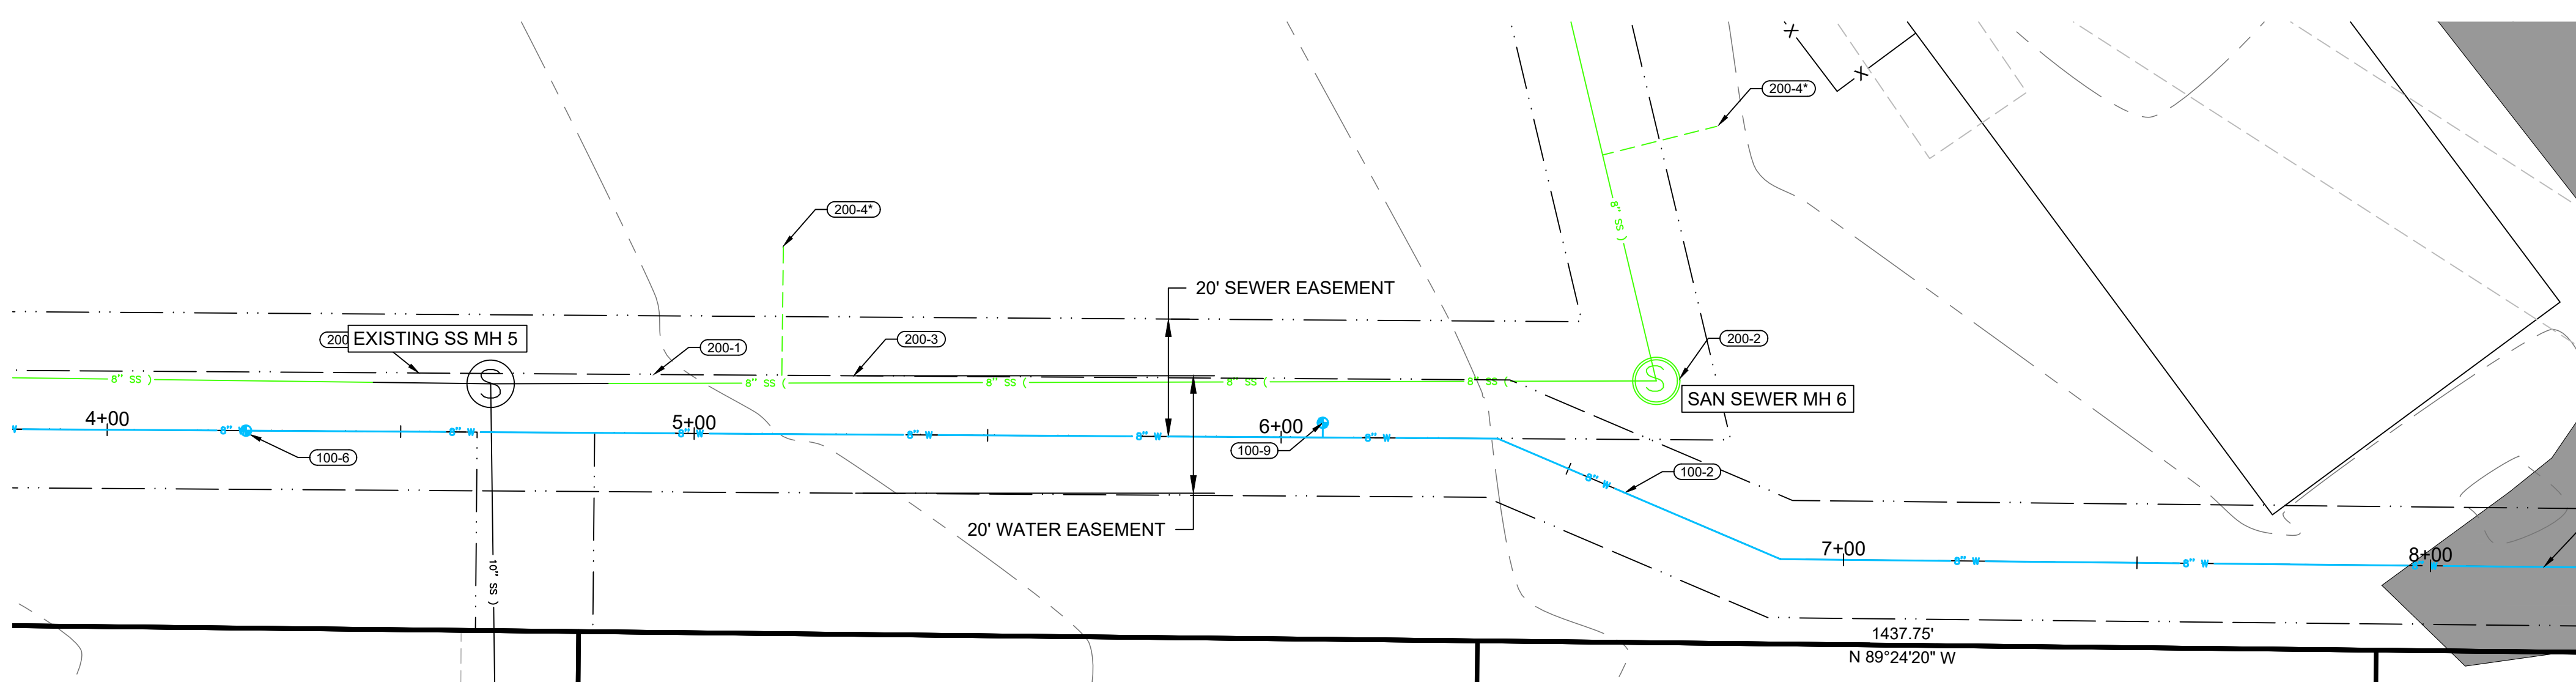 X
X
200-4*
200-4*
8" SS )
20' SEWER EASEMENT
200
EXISTING SS MH 5
200-1
200-3
200-2
8" SS )
8" SS (
8" SS (
8" SS (
8" SS (
S
S
SAN SEWER MH 6
4+00
5+00
6+00
8" W
8" W
8" W
8" W
8" W
100-6
100-9
100-2
8" W
20' WATER EASEMENT
10" SS )
7+00
8+00
8" W
8" W
1437.75'
N 89°24'20" W